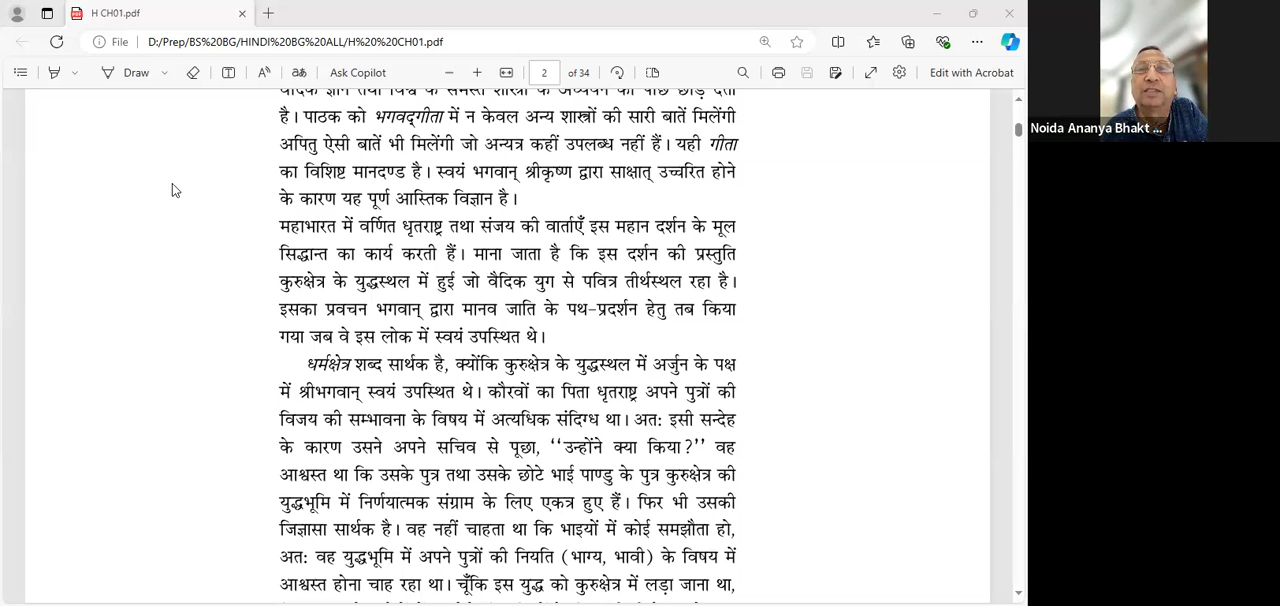 H CH01.pdf
File D:/Prep/BS%20BG/HINDI%20BG%20ALL/H%20%20CH01.pdf
Draw Ask Copilot 2 of 34 Edit with Acrobat
वैदिक ज्ञान तथा विश्व के समस्त शास्त्रों के अध्ययन को पीछे छोड़ देता
है। पाठक को भगवद्गीता में न केवल अन्य शास्त्रों की सारी बातें मिलेंगी
अपितु ऐसी बातें भी मिलेंगी जो अन्यत्र कहीं उपलब्ध नहीं हैं। यही गीता
का विशिष्ट मानदण्ड है। स्वयं भगवान् श्रीकृष्ण द्वारा साक्षात् उच्चरित होने
के कारण यह पूर्ण आस्तिक विज्ञान है।
महाभारत में वर्णित धृतराष्ट्र तथा संजय की वार्ताएँ इस महान दर्शन के मूल
सिद्धान्त का कार्य करती हैं। माना जाता है कि इस दर्शन की प्रस्तुति
कुरुक्षेत्र के युद्धस्थल में हुई जो वैदिक युग से पवित्र तीर्थस्थल रहा है।
इसका प्रवचन भगवान् द्वारा मानव जाति के पथ-प्रदर्शन हेतु तब किया
गया जब वे इस लोक में स्वयं उपस्थित थे।
धर्मक्षेत्र शब्द सार्थक है, क्योंकि कुरुक्षेत्र के युद्धस्थल में अर्जुन के पक्ष
में श्रीभगवान् स्वयं उपस्थित थे। कौरवों का पिता धृतराष्ट्र अपने पुत्रों की
विजय की सम्भावना के विषय में अत्यधिक संदिग्ध था। अत: इसी सन्देह
के कारण उसने अपने सचिव से पूछा, ‘‘उन्होंने क्या किया?’’ वह
आश्वस्त था कि उसके पुत्र तथा उसके छोटे भाई पाण्डु के पुत्र कुरुक्षेत्र की
युद्धभूमि में निर्णयात्मक संग्राम के लिए एकत्र हुए हैं। फिर भी उसकी
जिज्ञासा सार्थक है। वह नहीं चाहता था कि भाइयों में कोई समझौता हो,
अत: वह युद्धभूमि में अपने पुत्रों की नियति (भाग्य, भावी) के विषय में
आश्वस्त होना चाह रहा था। चूँकि इस युद्ध को कुरुक्षेत्र में लड़ा जाना था,
Noida Ananya Bhakt ...